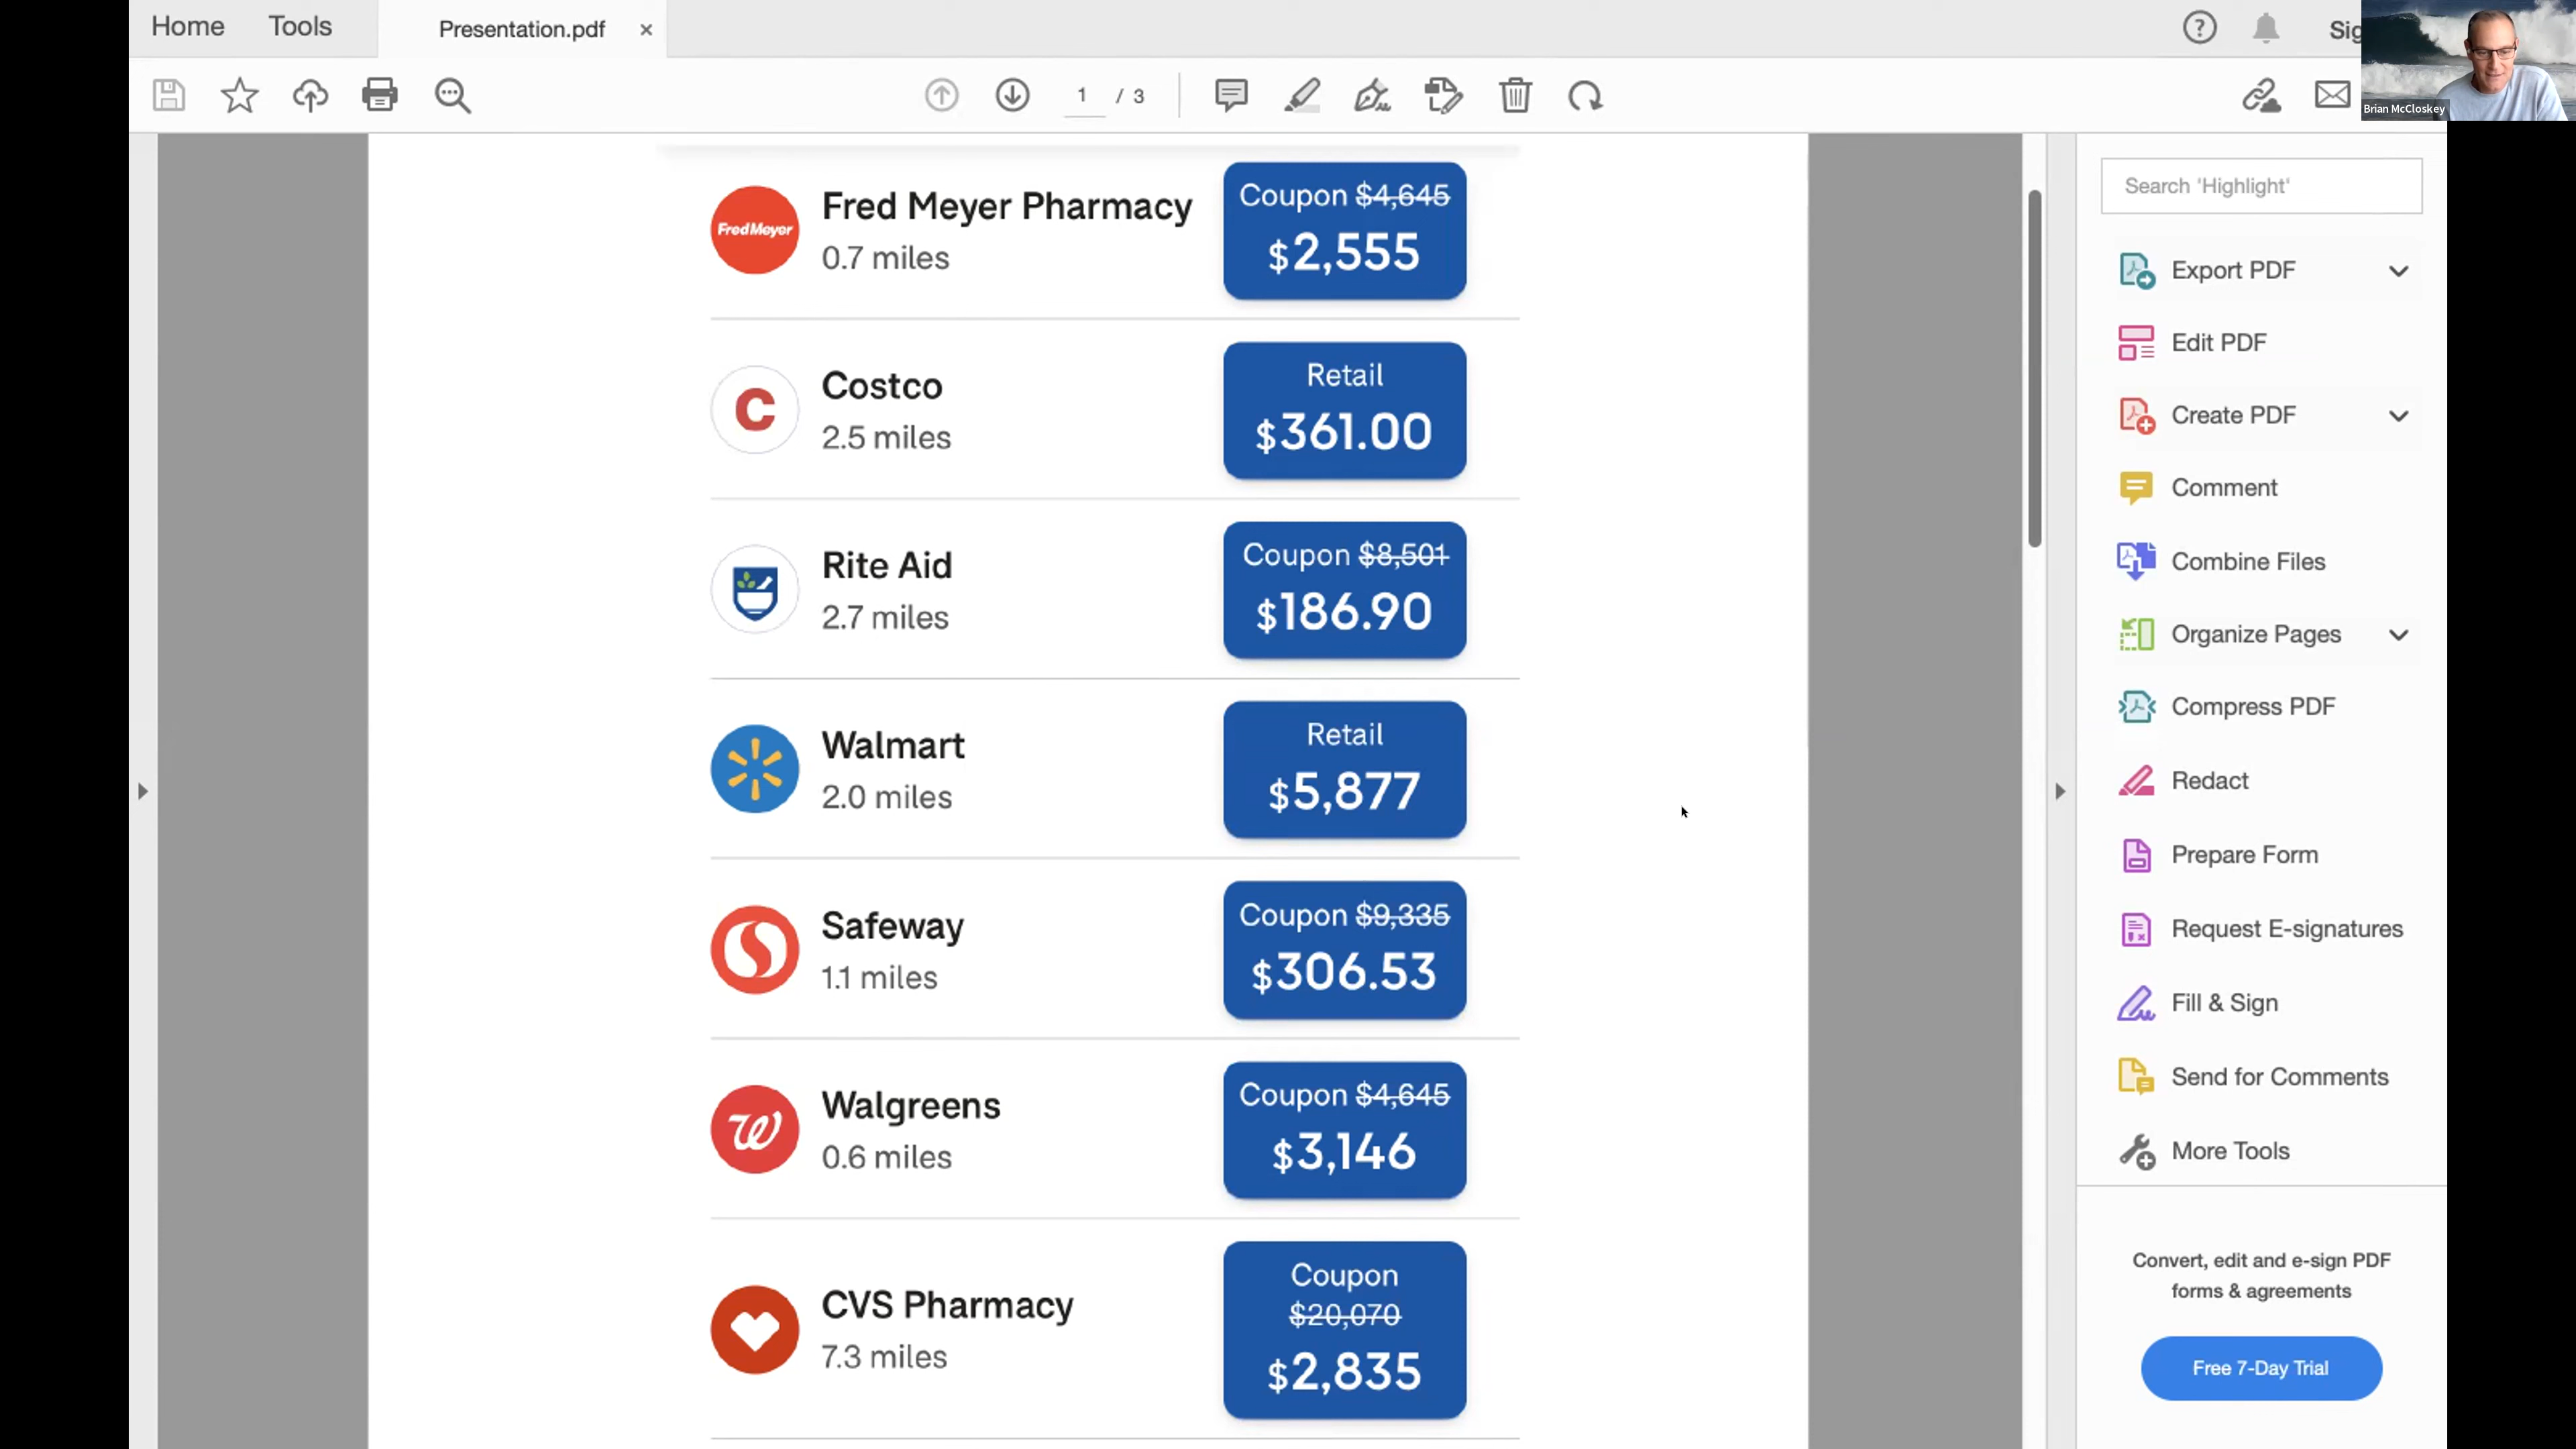 Home Tools Presentation.pdf × ? Sig
1 / 3
Brian McCloskey
Fred Meyer Pharmacy
0.7 miles
FredMeyer
Coupon $4,645
$2,555
C
Costco
2.5 miles
Retail
$361.00
Rite Aid
2.7 miles
Coupon $8,501
$186.90
Walmart
2.0 miles
Retail
$5,877
Safeway
1.1 miles
Coupon $9,335
$306.53
W
Walgreens
0.6 miles
Coupon $4,645
$3,146
CVS Pharmacy
7.3 miles
Coupon
$20,070
$2,835
Search 'Highlight'
Export PDF
Edit PDF
Create PDF
Comment
Combine Files
Organize Pages
Compress PDF
Redact
Prepare Form
Request E-signatures
Fill & Sign
Send for Comments
More Tools
Convert, edit and e-sign PDF
forms & agreements
Free 7-Day Trial